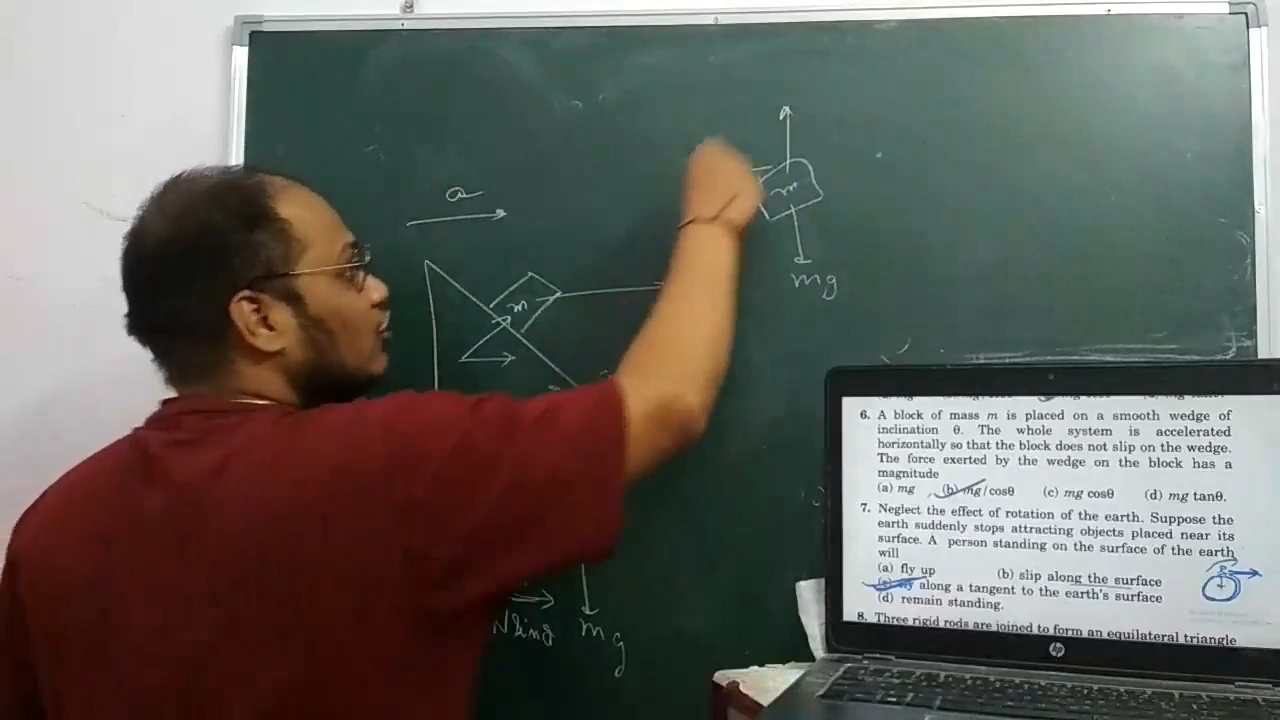 a
m
m
mg
mg
6. A block of mass m is placed on a smooth wedge of
inclination θ. The whole system is accelerated
horizontally so that the block does not slip on the wedge.
The force exerted by the wedge on the block has a
magnitude
(a) mg (b) mg/cosθ (c) mg cosθ (d) mg tanθ.
7. Neglect the effect of rotation of the earth. Suppose the
earth suddenly stops attracting objects placed near its
surface. A person standing on the surface of the earth
will
(a) fly up (b) slip along the surface
(c) fly along a tangent to the earth's surface
(d) remain standing.
8. Three rigid rods are joined to form an equilateral triangle
hp